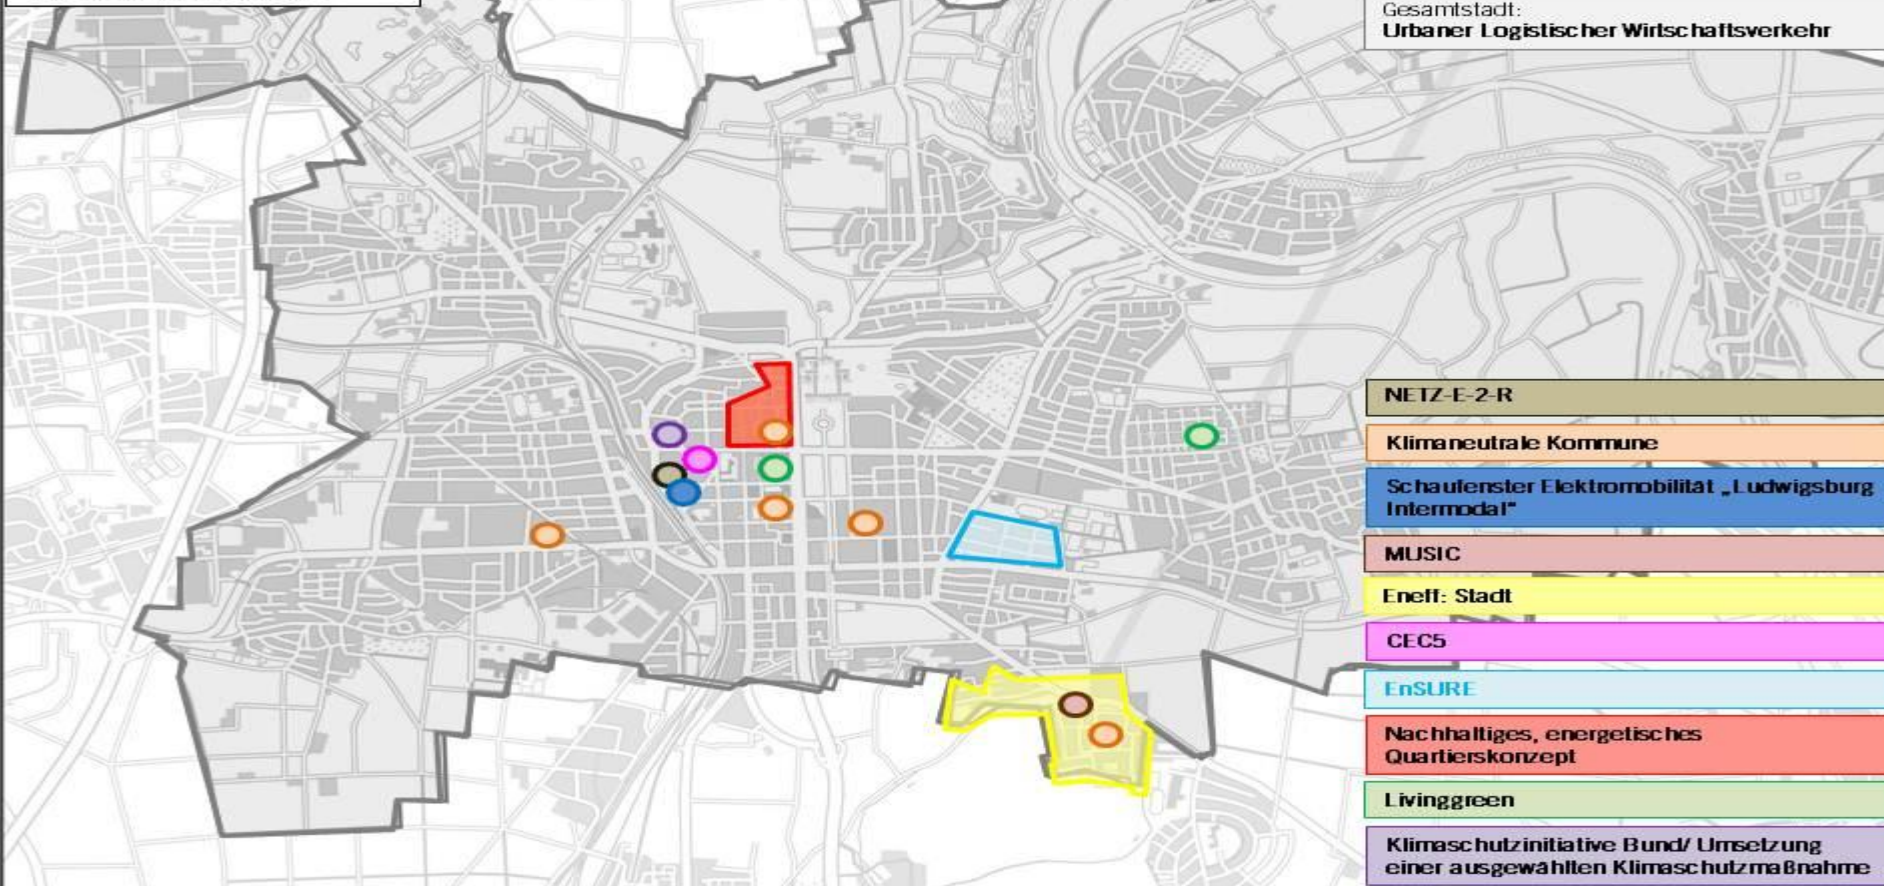 Gesamtstadt:
Urbaner Logistischer Wirtschaftsverkehr
NETZ-E-2-R
Klimaneutrale Kommune
Schaufenster Elektromobilität „Ludwigsburg
Intermodal"
MUSIC
Eneff: Stadt
CEC5
EnSURE
Nachhaltiges, energetisches
Quartierskonzept
Livinggreen
Klimaschutzinitiative Bund/ Umsetzung
einer ausgewählten Klimaschutzmaßnahme